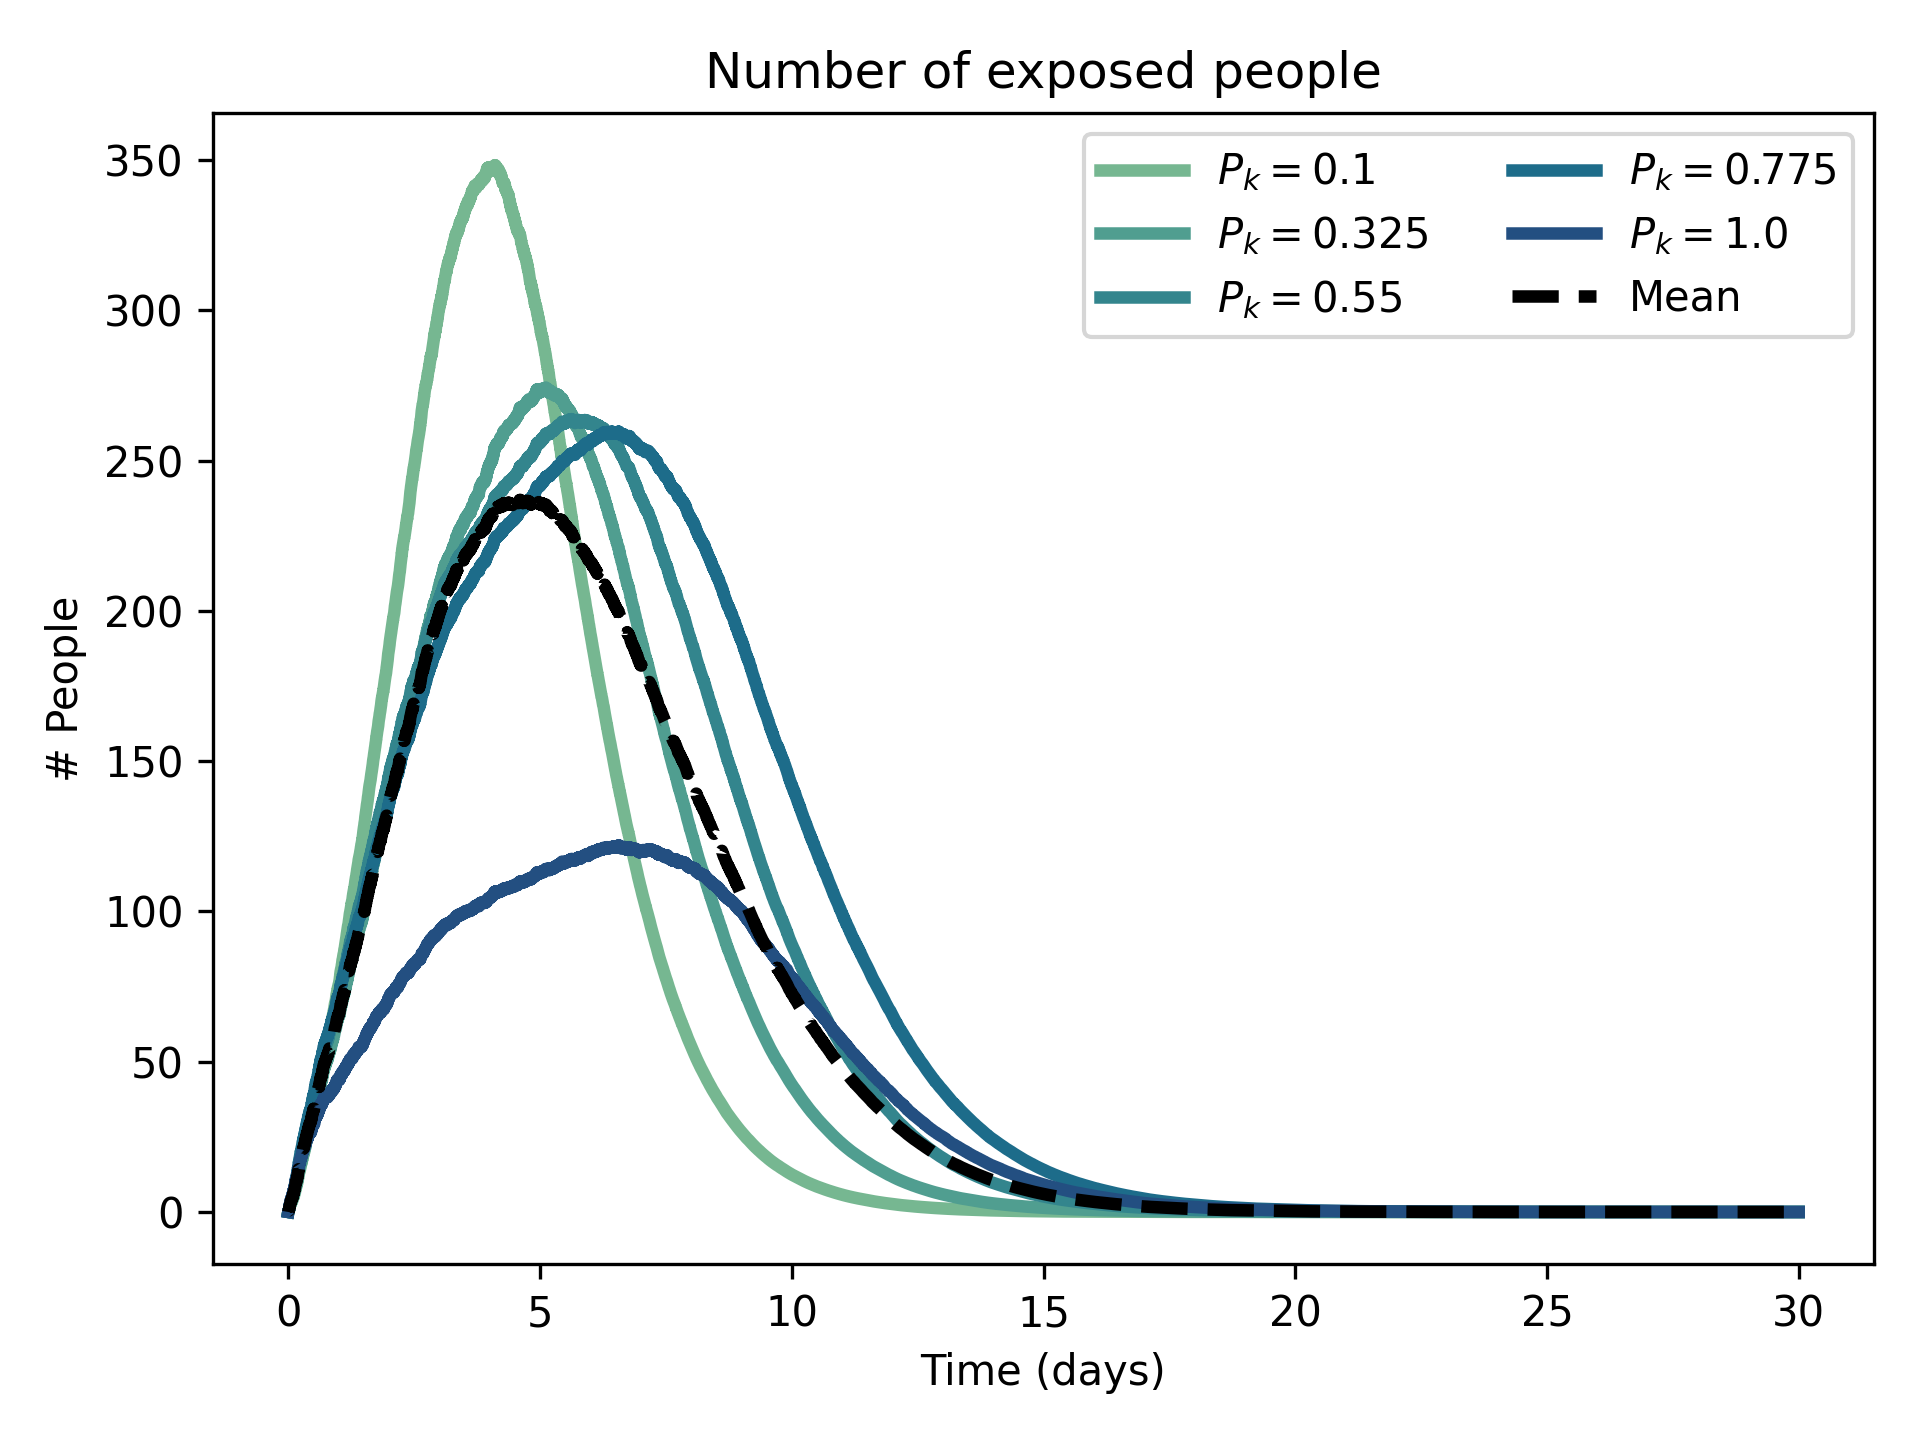 Number of exposed people
# People
350
300
250
200
150
100
50
0
P_k = 0.1
P_k = 0.325
P_k = 0.55
P_k = 0.775
P_k = 1.0
Mean
0 5 10 15 20 25 30
Time (days)